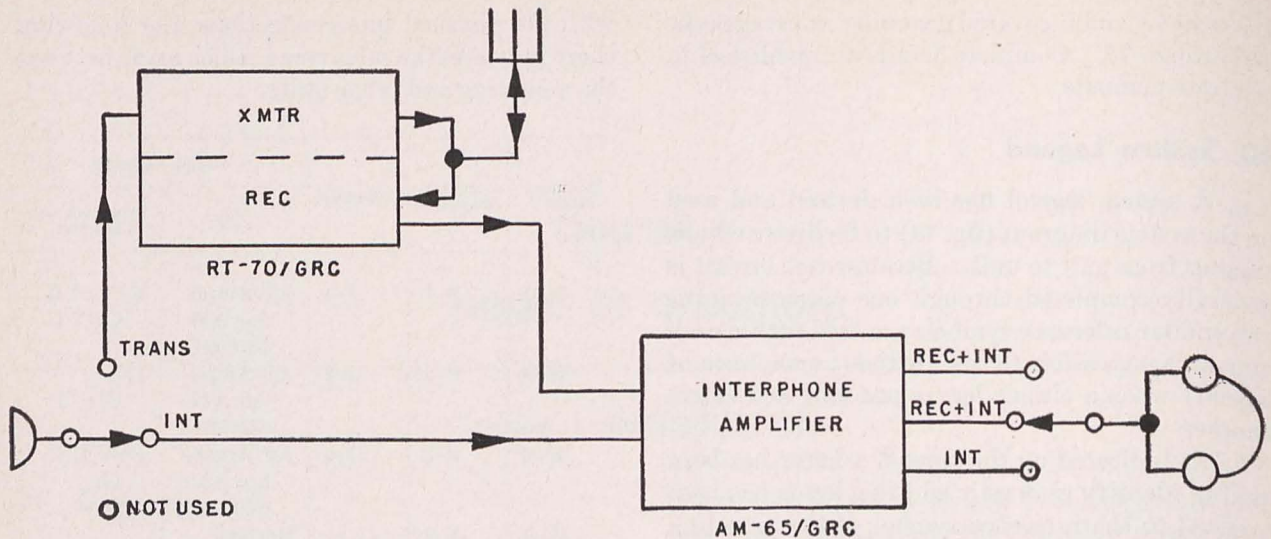 XMTR
REC
RT-70/GRC
TRANS
INT
NOT USED
INTERPHONE
AMPLIFIER
REC+INT
REC+INT
INT
AM-65/GRC